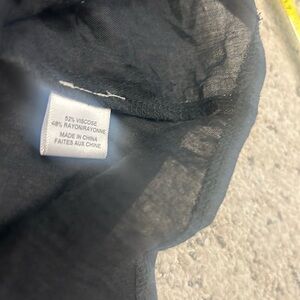 52% VISCOSE
48% RAYON/RAYONNE
MADE IN CHINA
FAITES AUX CHINE